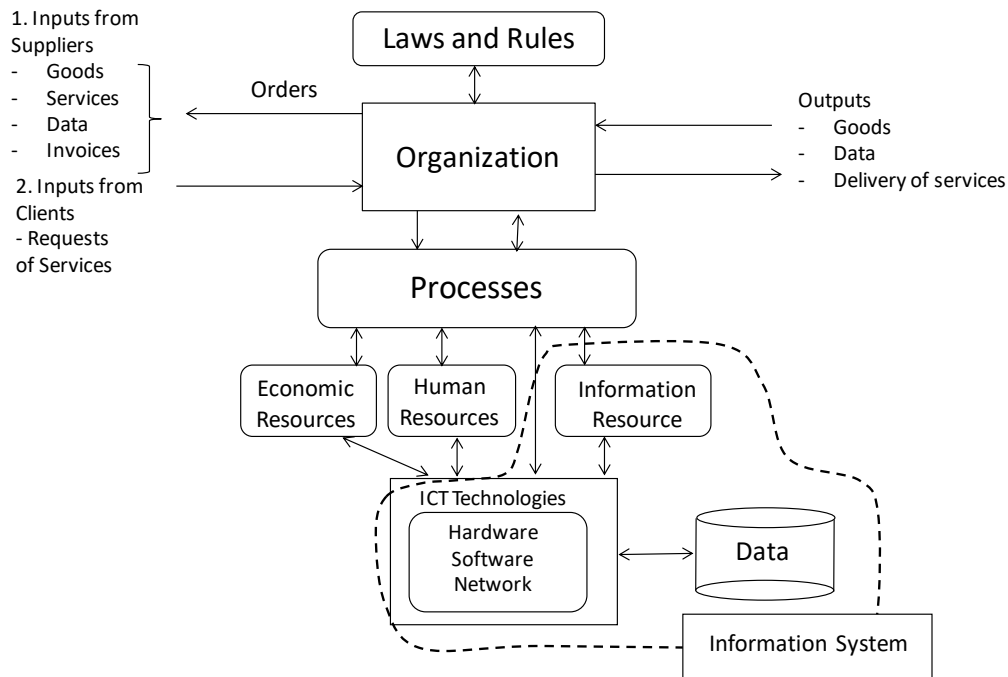 1. Inputs from
Suppliers
- Goods
- Services
- Data
- Invoices
2. Inputs from
Clients
- Requests
of Services
Orders
Laws and Rules
Organization
Outputs
- Goods
- Data
- Delivery of services
Processes
Economic
Resources
Human
Resources
Information
Resource
ICT Technologies
Hardware
Software
Network
Data
Information System